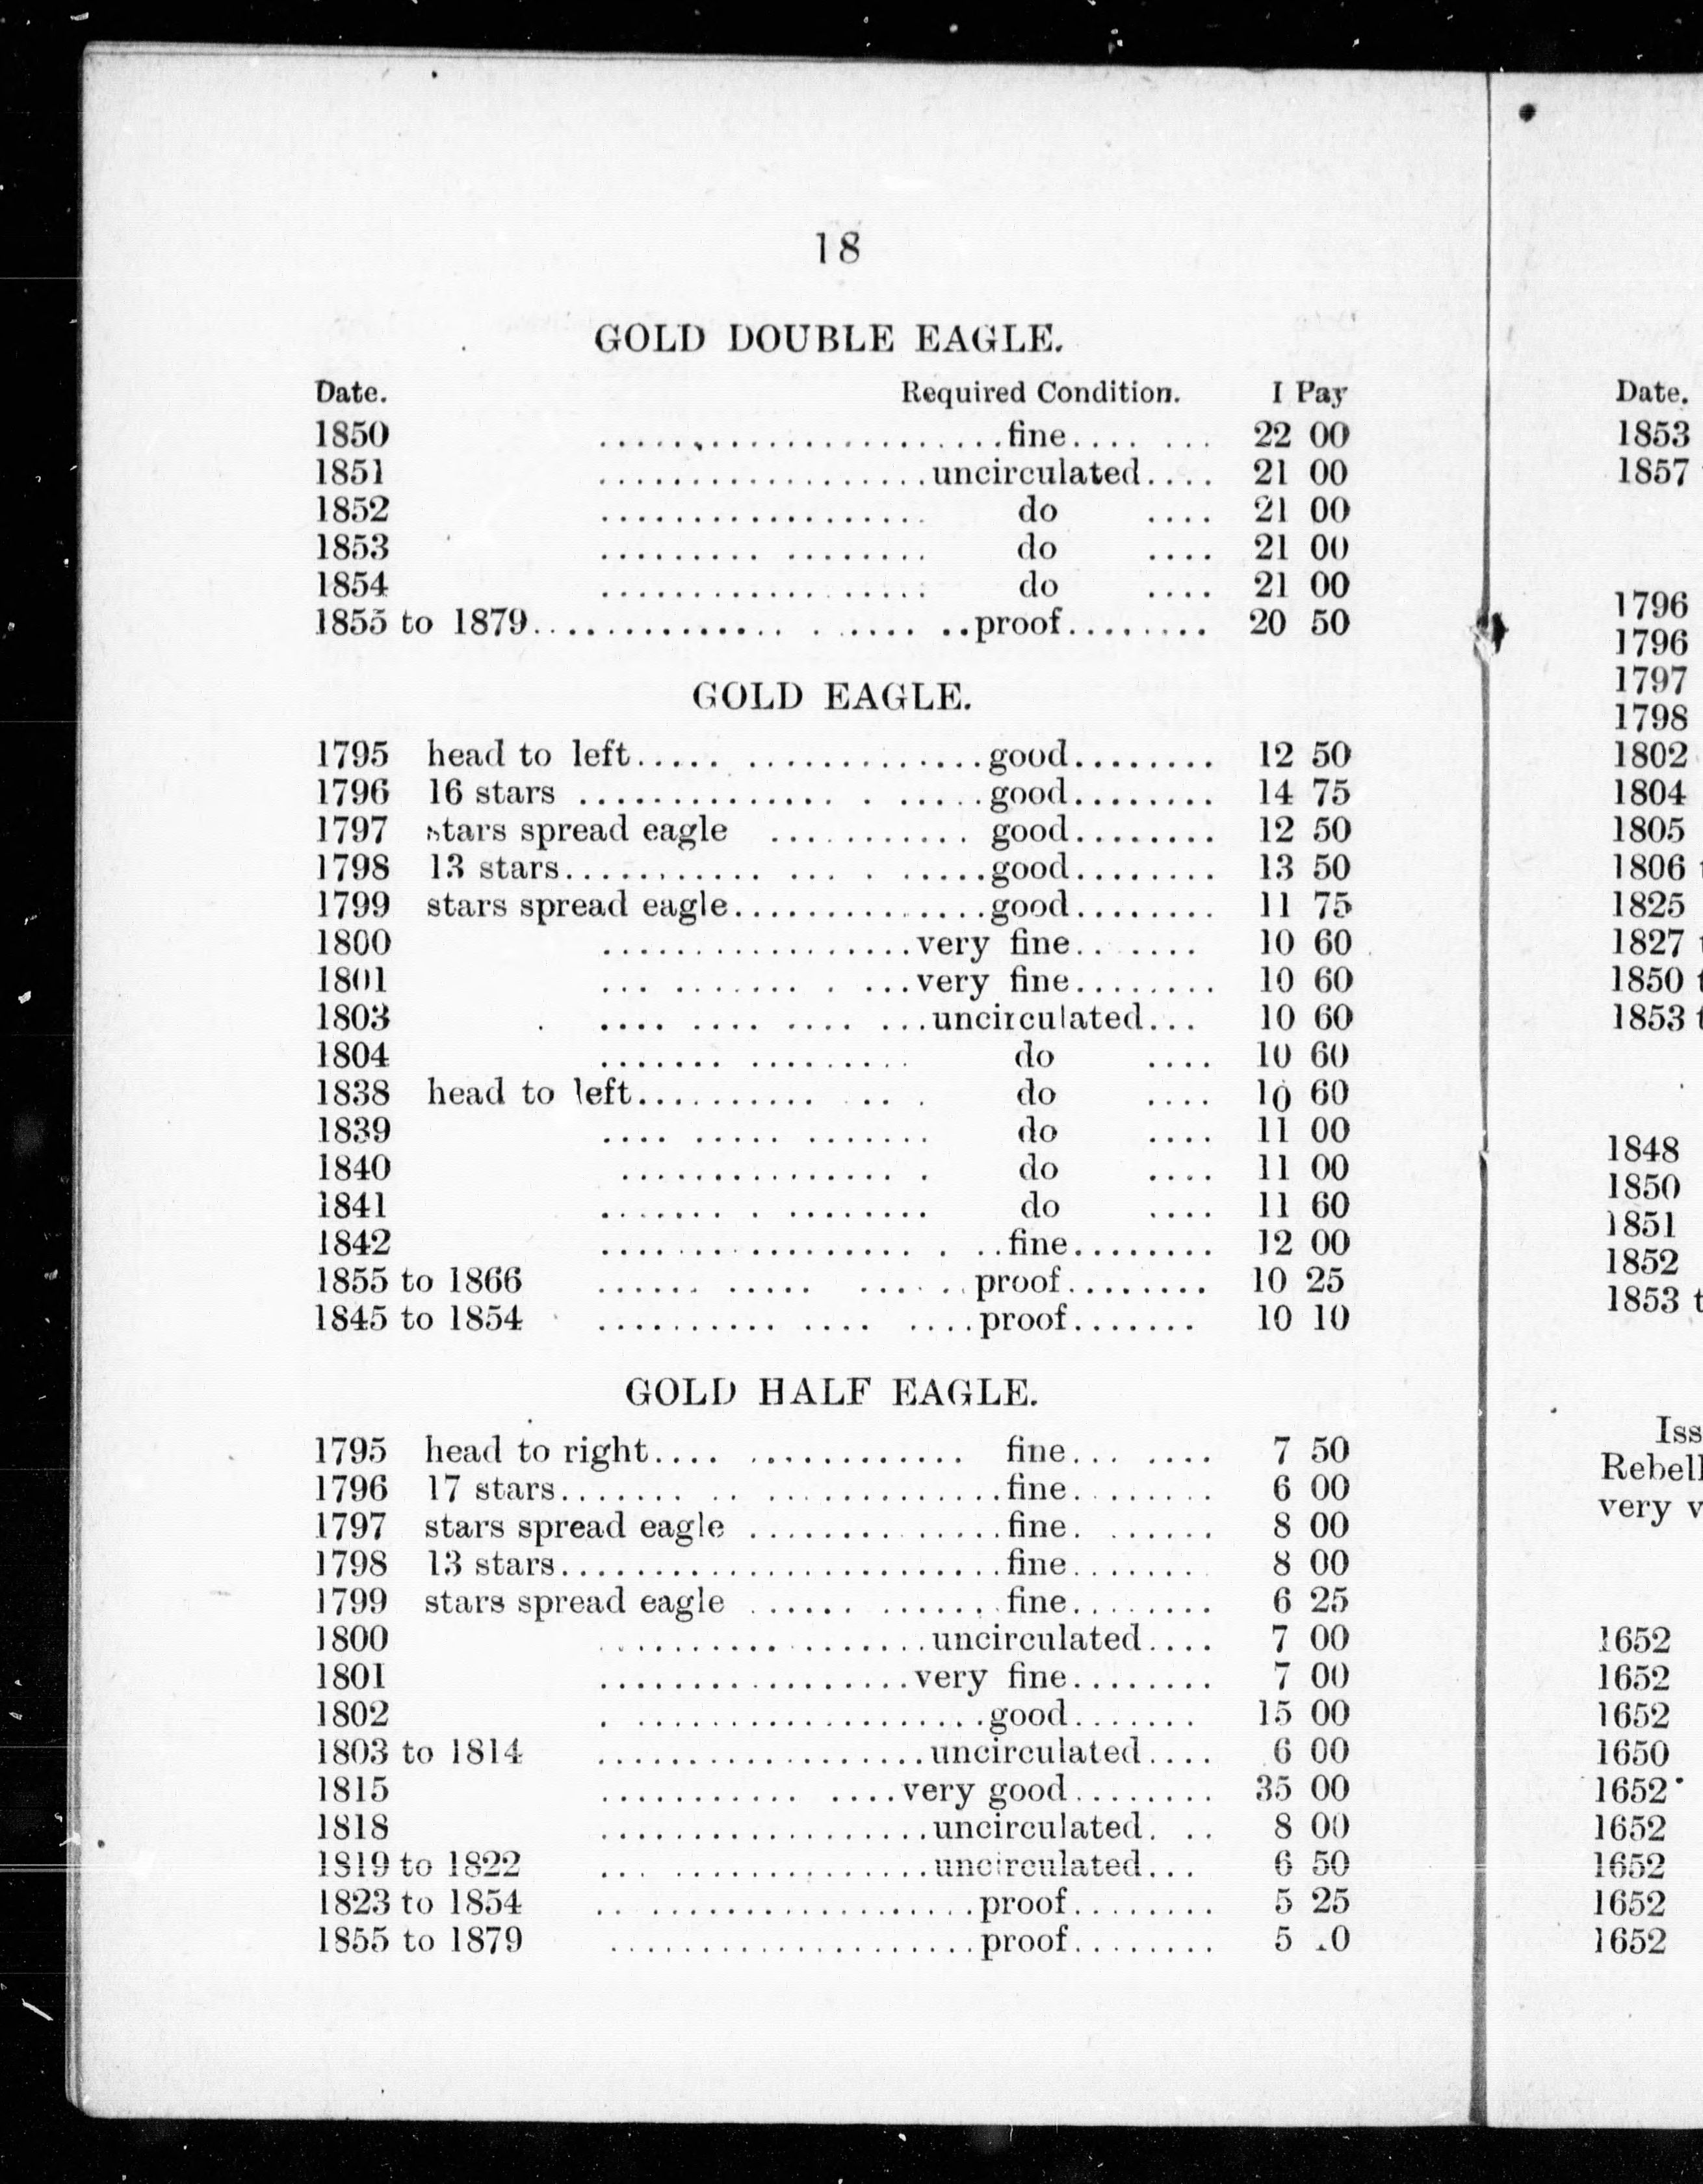 18
GOLD DOUBLE EAGLE.
Date. Required Condition. I Pay
1850 ........................fine.... ... 22 00
1851 ..................uncirculated.... 21 00
1852 .................. do .... 21 00
1853 ......... ........ do .... 21 00
1854 .................. do .... 21 00
1855 to 1879.............. . ..... ..proof........ 20 50
GOLD EAGLE.
1795 head to left..... .............good........ 12 50
1796 16 stars .............. . .....good........ 14 75
1797 stars spread eagle ........... good........ 12 50
1798 13 stars........... ... . .....good........ 13 50
1799 stars spread eagle..............good........ 11 75
1800 .................very fine.. ..... 10 60
1801 ... ....... . ...very fine........ 10 60
1803 .... .... .... ...uncirculated... 10 60
1804 ....... ......... do .... 10 60
1838 head to left.......... ... . do .... 10 60
1839 .... ..... ....... do .... 11 00
1840 ............... . do .... 11 00
1841 ....... . ........ do .... 11 60
1842 ................. . ..fine........ 12 00
1855 to 1866 ...... ..... ......proof........ 10 25
1845 to 1854 .......... .... ....proof....... 10 10
GOLD HALF EAGLE.
1795 head to right.... ............ fine... .... 7 50
1796 17 stars....... .. .............fine........ 6 00
1797 stars spread eagle ..............fine. ...... 8 00
1798 13 stars........................fine........ 8 00
1799 stars spread eagle ...... .......fine........ 6 25
1800 .................uncirculated.... 7 00
1801 .................very fine........ 7 00
1802 . ....................good....... 15 00
1803 to 1814 ..................uncirculated.... 6 00
1815 ........... ....very good........ 35 00
1818 ..................uncirculated. .. 8 00
1819 to 1822 ... ..............uncirculated... 6 50
1823 to 1854 .. ..................proof........ 5 25
1855 to 1879 ....................proof........ 5
Date.
1853
1857
1796
1796
1797
1798
1802
1804
1805
1806
1825
1827
1850
1853
1848
1850
1851
1852
1853
Iss
Rebell
very v
1652
1652
1652
1650
1652
1652
1652
1652
1652